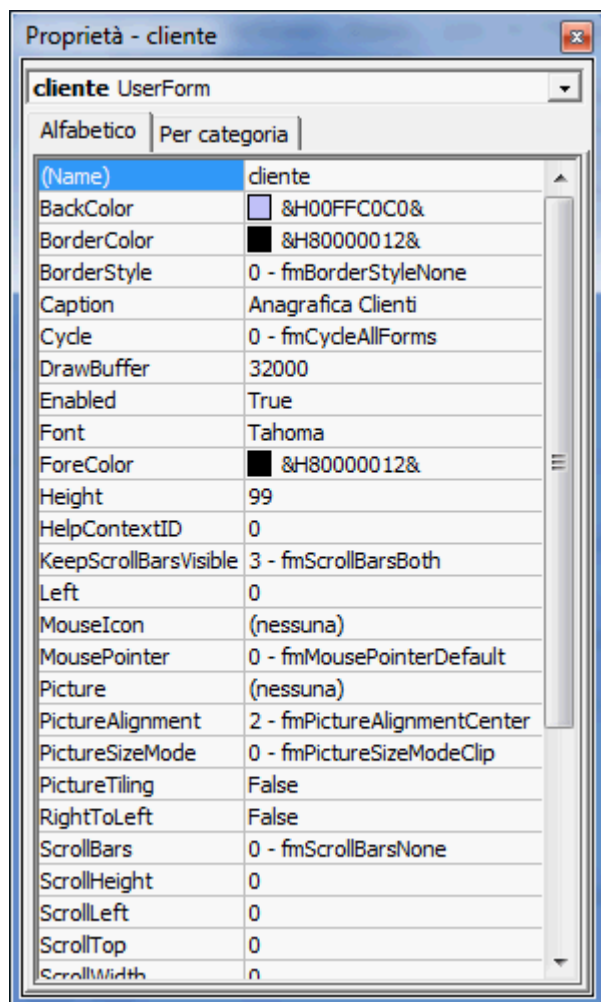 Proprietà - cliente
cliente UserForm
Alfabetico Per categoria
(Name) cliente
BackColor &H00FFC0C0&
BorderColor &H80000012&
BorderStyle 0 - fmBorderStyleNone
Caption Anagrafica Clienti
Cycle 0 - fmCycleAllForms
DrawBuffer 32000
Enabled True
Font Tahoma
ForeColor &H80000012&
Height 99
HelpContextID 0
KeepScrollBarsVisible 3 - fmScrollBarsBoth
Left 0
MouseIcon (nessuna)
MousePointer 0 - fmMousePointerDefault
Picture (nessuna)
PictureAlignment 2 - fmPictureAlignmentCenter
PictureSizeMode 0 - fmPictureSizeModeClip
PictureTiling False
RightToLeft False
ScrollBars 0 - fmScrollBarsNone
ScrollHeight 0
ScrollLeft 0
ScrollTop 0
ScrollWidth 0